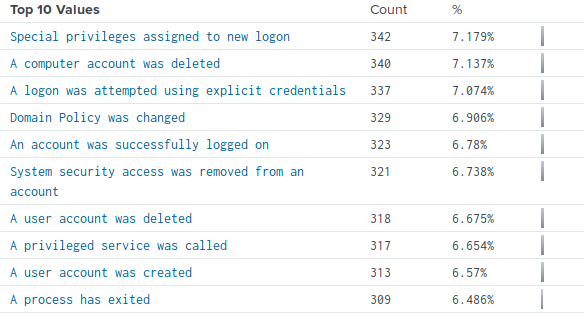 Top 10 Values Count %
Special privileges assigned to new logon 342 7.179%
A computer account was deleted 340 7.137%
A logon was attempted using explicit credentials 337 7.074%
Domain Policy was changed 329 6.906%
An account was successfully logged on 323 6.78%
System security access was removed from an 321 6.738%
account
A user account was deleted 318 6.675%
A privileged service was called 317 6.654%
A user account was created 313 6.57%
A process has exited 309 6.486%